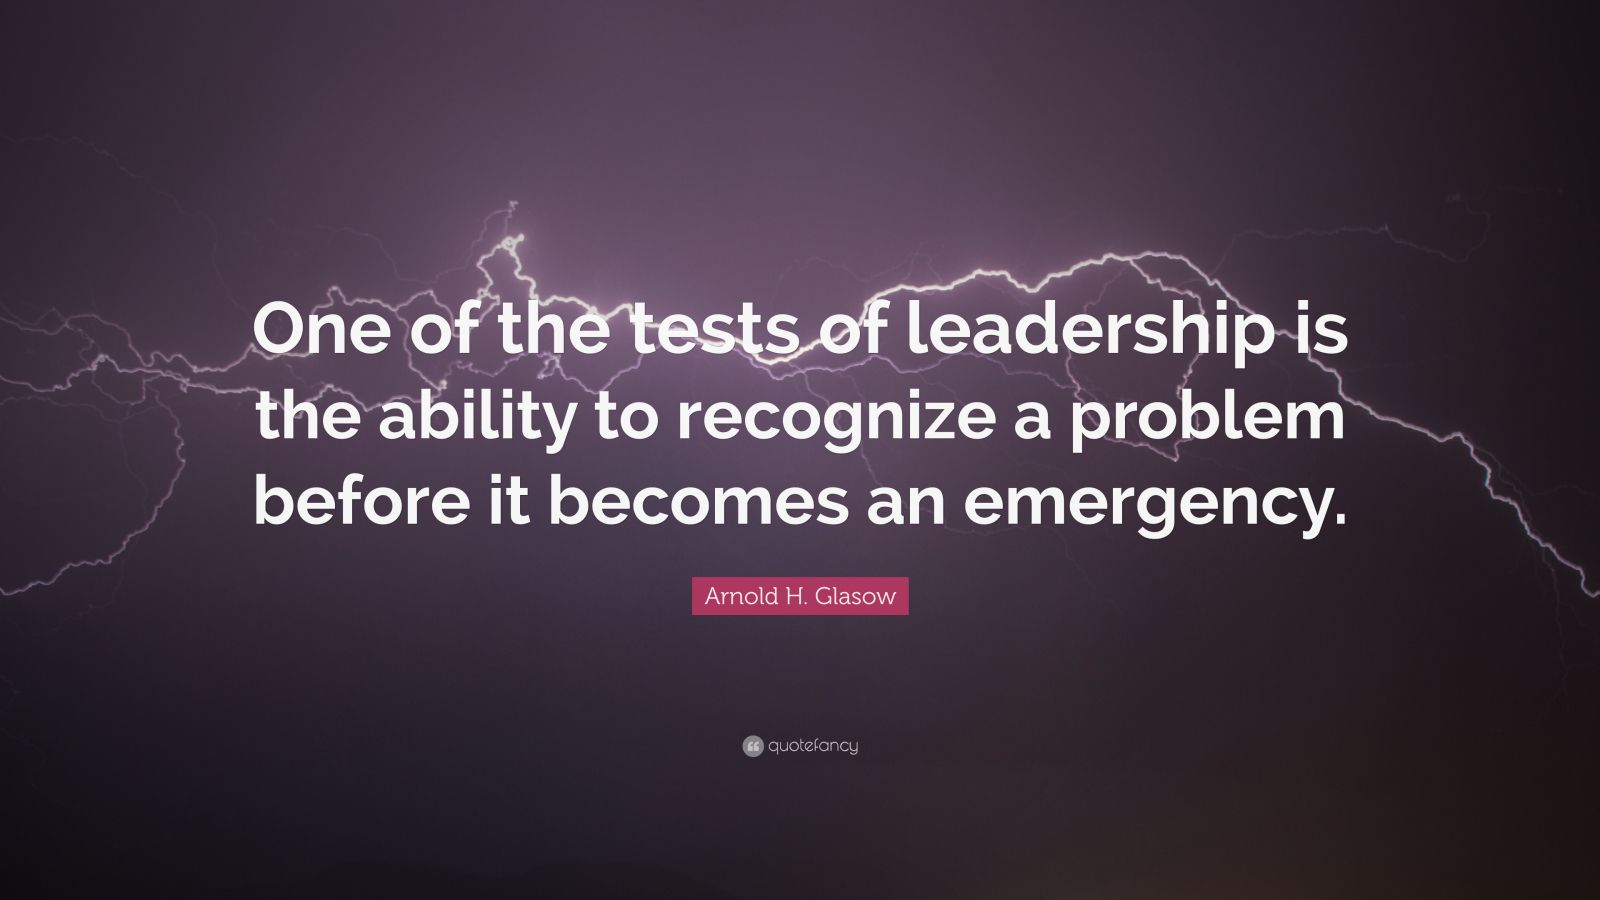 One of the tests of leadership is
the ability to recognize a problem
before it becomes an emergency.
Arnold H. Glasow
quotefancy